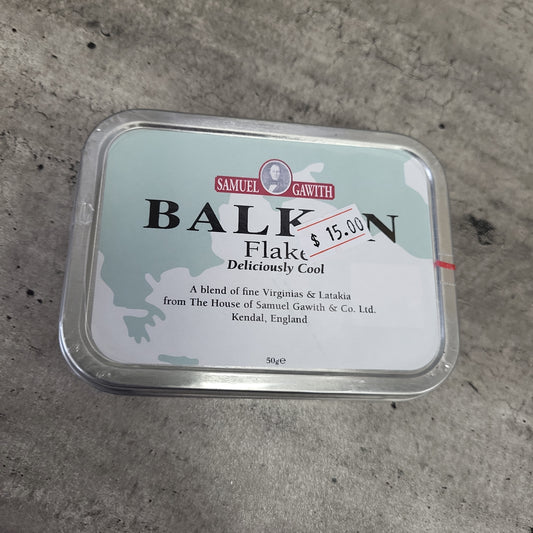 SAMUEL GAWITH
BALK N
Flake
$ 15.00
Deliciously Cool
A blend of fine Virginias & Latakia
from The House of Samuel Gawith & Co. Ltd.
Kendal, England
50g℮